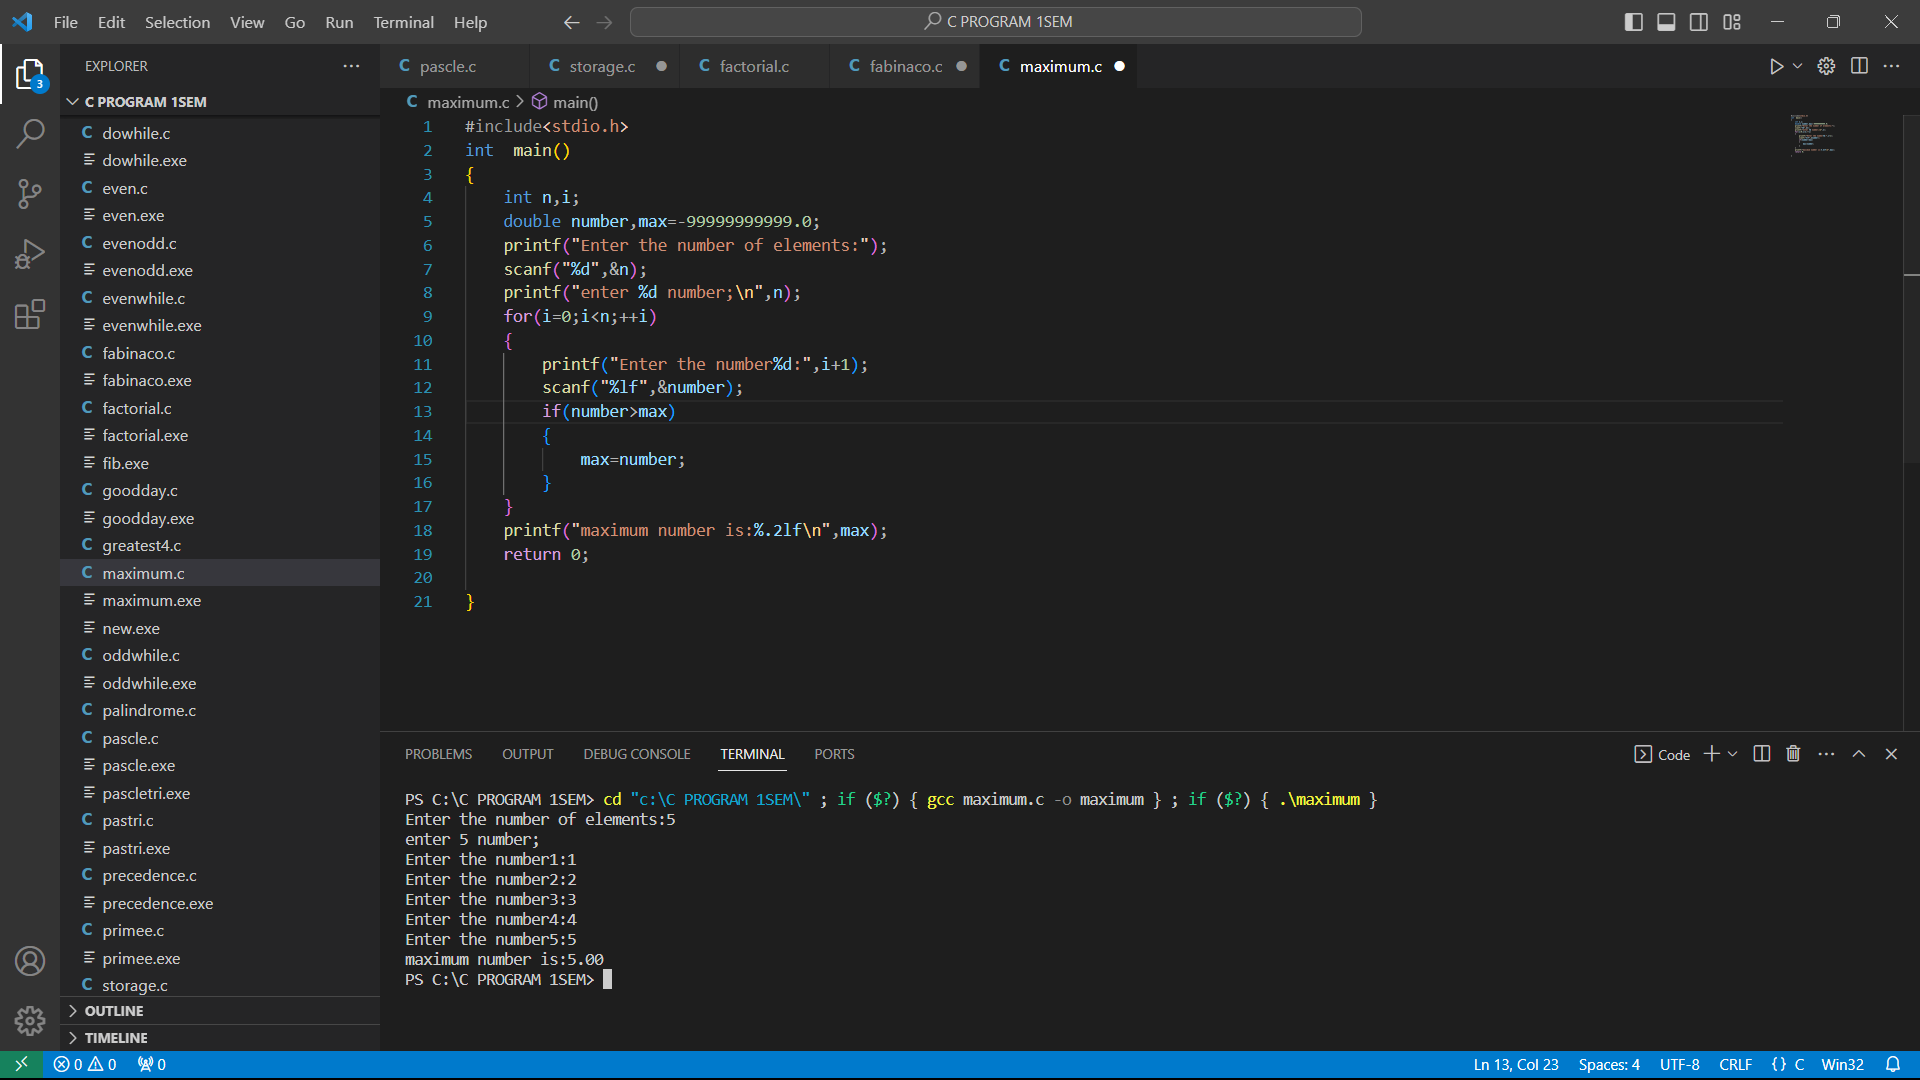 File Edit Selection View Go Run Terminal Help
C PROGRAM 1SEM
EXPLORER
C PROGRAM 1SEM
C dowhile.c
dowhile.exe
C even.c
even.exe
C evenodd.c
evenodd.exe
C evenwhile.c
evenwhile.exe
C fabinaco.c
fabinaco.exe
C factorial.c
factorial.exe
fib.exe
C goodday.c
goodday.exe
C greatest4.c
C maximum.c
maximum.exe
new.exe
C oddwhile.c
oddwhile.exe
C palindrome.c
C pascle.c
pascle.exe
pascletri.exe
C pastri.c
pastri.exe
C precedence.c
precedence.exe
C primee.c
primee.exe
C storage.c
OUTLINE
TIMELINE
3
C pascle.c C storage.c C factorial.c C fabinaco.c C maximum.c
C maximum.c > main()
1 #include<stdio.h>
2 int  main()
3 {
4     int n,i;
5     double number,max=-99999999999.0;
6     printf("Enter the number of elements:");
7     scanf("%d",&n);
8     printf("enter %d number;\n",n);
9     for(i=0;i<n;++i)
10     {
11         printf("Enter the number%d:",i+1);
12         scanf("%lf",&number);
13         if(number>max)
14         {
15             max=number;
16         }
17     }
18     printf("maximum number is:%.2lf\n",max);
19     return 0;
20
21 }
PROBLEMS OUTPUT DEBUG CONSOLE TERMINAL PORTS
Code
PS C:\C PROGRAM 1SEM> cd "c:\C PROGRAM 1SEM\" ; if ($?) { gcc maximum.c -o maximum } ; if ($?) { .\maximum }
Enter the number of elements:5
enter 5 number;
Enter the number1:1
Enter the number2:2
Enter the number3:3
Enter the number4:4
Enter the number5:5
maximum number is:5.00
PS C:\C PROGRAM 1SEM>
0 0 0
Ln 13, Col 23 Spaces: 4 UTF-8 CRLF {} C Win32